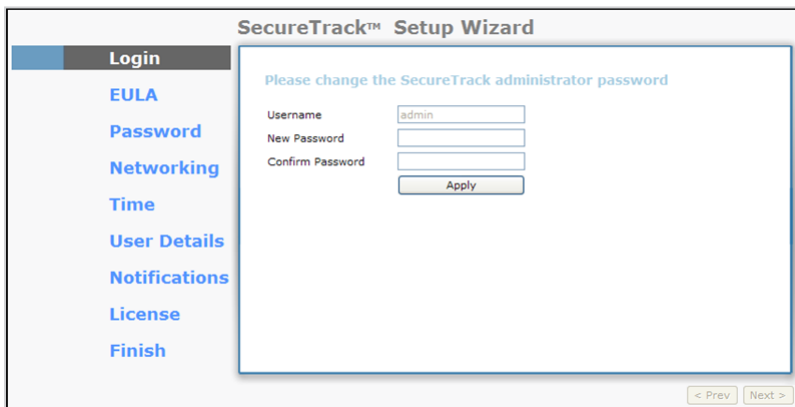 SecureTrack™ Setup Wizard
Login
EULA
Password
Networking
Time
User Details
Notifications
License
Finish
Please change the SecureTrack administrator password
Username admin
New Password
Confirm Password
Apply
< Prev Next >